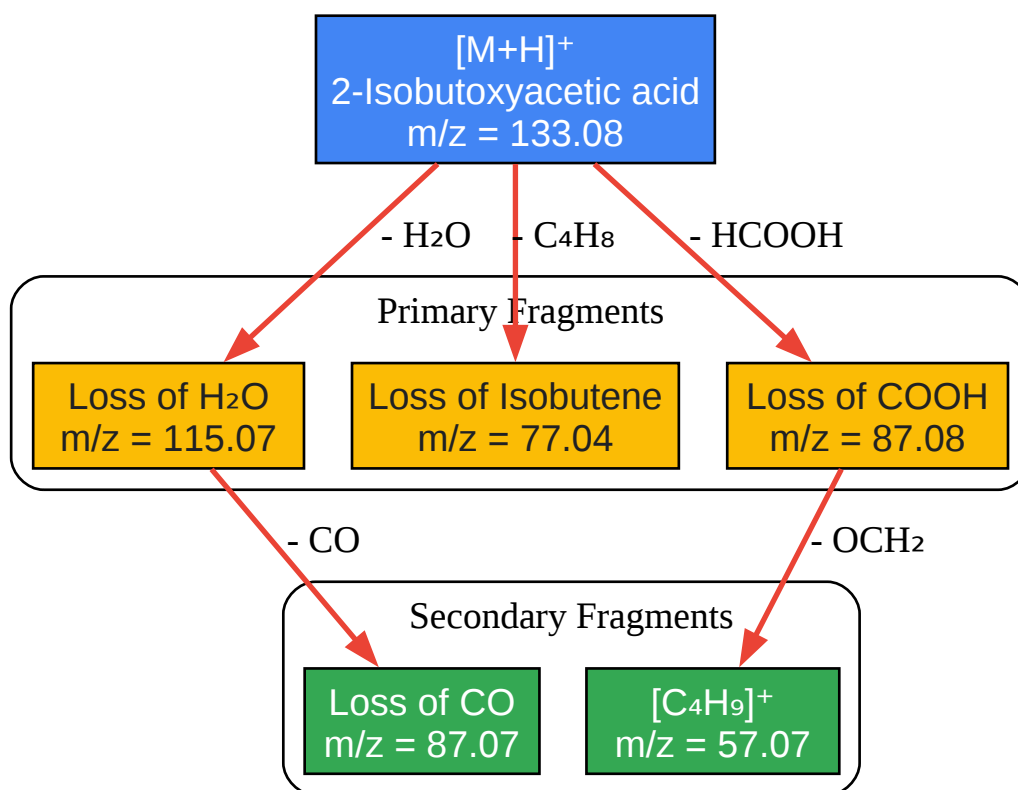 [M+H]⁺
2-Isobutoxyacetic acid
m/z = 133.08
- H₂O
- C₄H₈
- HCOOH
Primary Fragments
Loss of H₂O
m/z = 115.07
Loss of Isobutene
m/z = 77.04
Loss of COOH
m/z = 87.08
- CO
- OCH₂
Secondary Fragments
Loss of CO
m/z = 87.07
[C₄H₉]⁺
m/z = 57.07